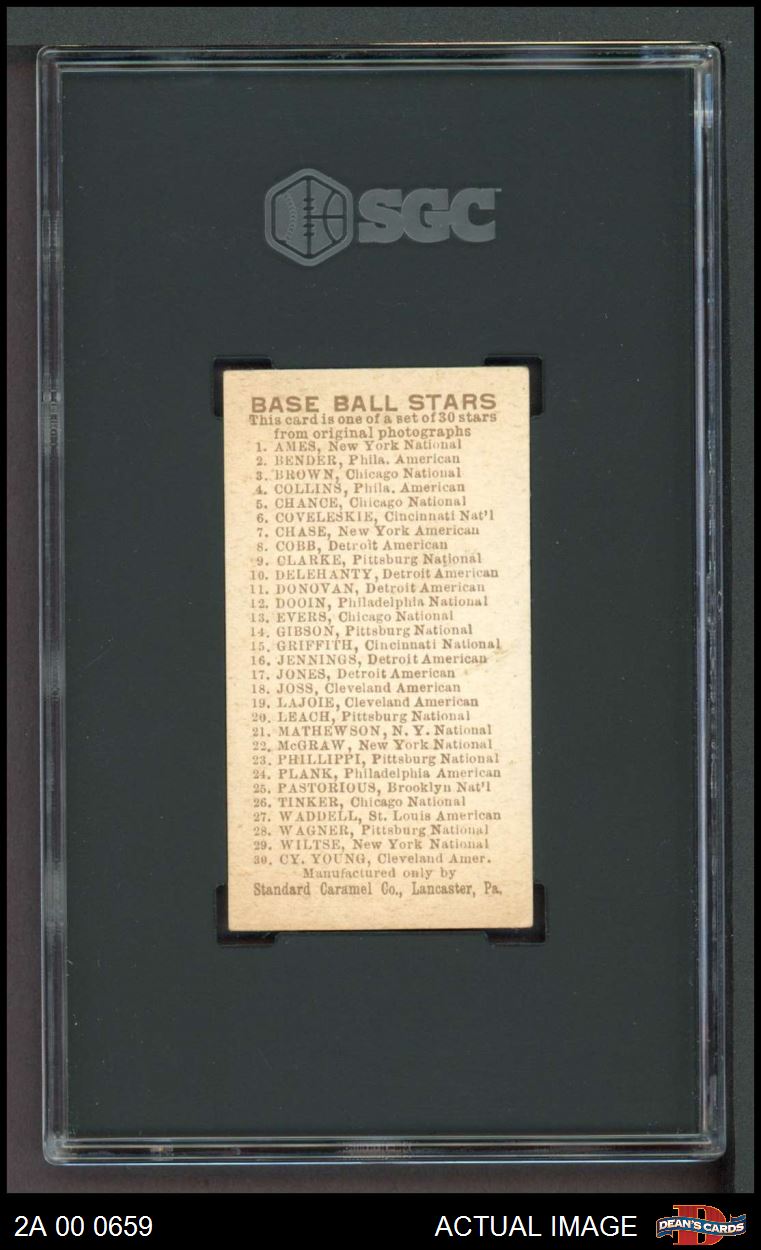 SGC
BASE BALL STARS
This card is one of a set of 30 stars
from original photographs
1. AMES, New York National
2. BENDER, Phila. American
3. BROWN, Chicago National
4. COLLINS, Phila. American
5. CHANCE, Chicago National
6. COVELESKIE, Cincinnati Nat'l
7. CHASE, New York American
8. COBB, Detroit American
9. CLARKE, Pittsburg National
10. DELEHANTY, Detroit American
11. DONOVAN, Detroit American
12. DOOIN, Philadelphia National
13. EVERS, Chicago National
14. GIBSON, Pittsburg National
15. GRIFFITH, Cincinnati National
16. JENNINGS, Detroit American
17. JONES, Detroit American
18. JOSS, Cleveland American
19. LAJOIE, Cleveland American
20. LEACH, Pittsburg National
21. MATHEWSON, N. Y. National
22. McGRAW, New York National
23. PHILLIPPI, Pittsburg National
24. PLANK, Philadelphia American
25. PASTORIOUS, Brooklyn Nat'l
26. TINKER, Chicago National
27. WADDELL, St. Louis American
28. WAGNER, Pittsburg National
29. WILTSE, New York National
30. CY. YOUNG, Cleveland Amer.
Manufactured only by
Standard Caramel Co., Lancaster, Pa.
2A 00 0659
ACTUAL IMAGE
DEAN'S CARDS